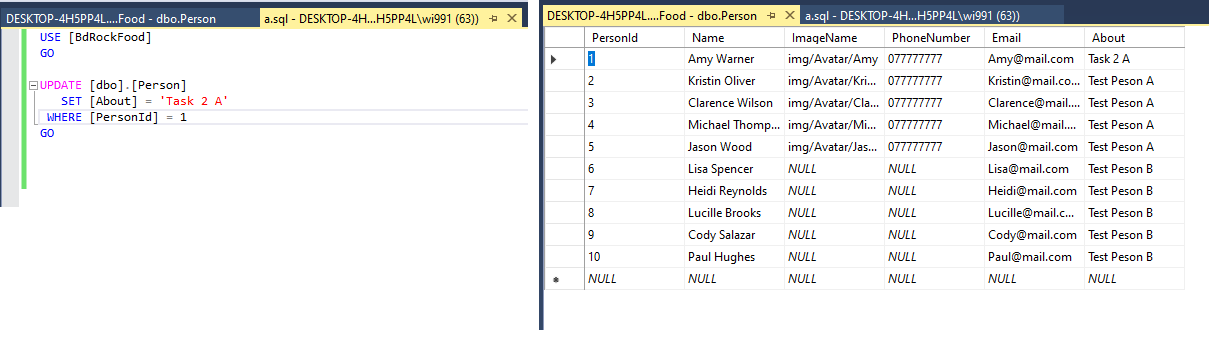 DESKTOP-4H5PP4L....Food - dbo.Person a.sql - DESKTOP-4H...H5PP4L\wi991 (63))
USE [BdRockFood]
GO
UPDATE [dbo].[Person]
SET [About] = 'Task 2 A'
WHERE [PersonId] = 1
GO
DESKTOP-4H5PP4L....Food - dbo.Person a.sql - DESKTOP-4H...H5PP4L\wi991 (63))
PersonId Name ImageName PhoneNumber Email About
1 Amy Warner img/Avatar/Amy 077777777 Amy@mail.com Task 2 A
2 Kristin Oliver img/Avatar/Kri... 077777777 Kristin@mail.co... Test Peson A
3 Clarence Wilson img/Avatar/Cla... 077777777 Clarence@mail.... Test Peson A
4 Michael Thomp... img/Avatar/Mi... 077777777 Michael@mail.... Test Peson A
5 Jason Wood img/Avatar/Jas... 077777777 Jason@mail.com Test Peson A
6 Lisa Spencer NULL NULL Lisa@mail.com Test Peson B
7 Heidi Reynolds NULL NULL Heidi@mail.com Test Peson B
8 Lucille Brooks NULL NULL Lucille@mail.c... Test Peson B
9 Cody Salazar NULL NULL Cody@mail.com Test Peson B
10 Paul Hughes NULL NULL Paul@mail.com Test Peson B
NULL NULL NULL NULL NULL NULL